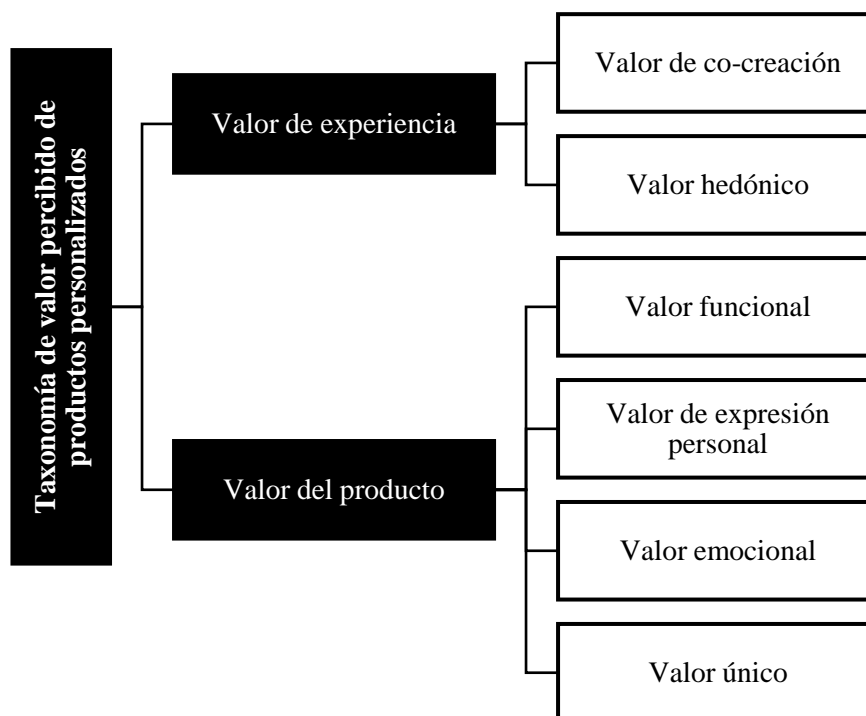 Taxonomía de valor percibido de
productos personalizados
Valor de experiencia
Valor de co-creación
Valor hedónico
Valor del producto
Valor funcional
Valor de expresión
personal
Valor emocional
Valor único